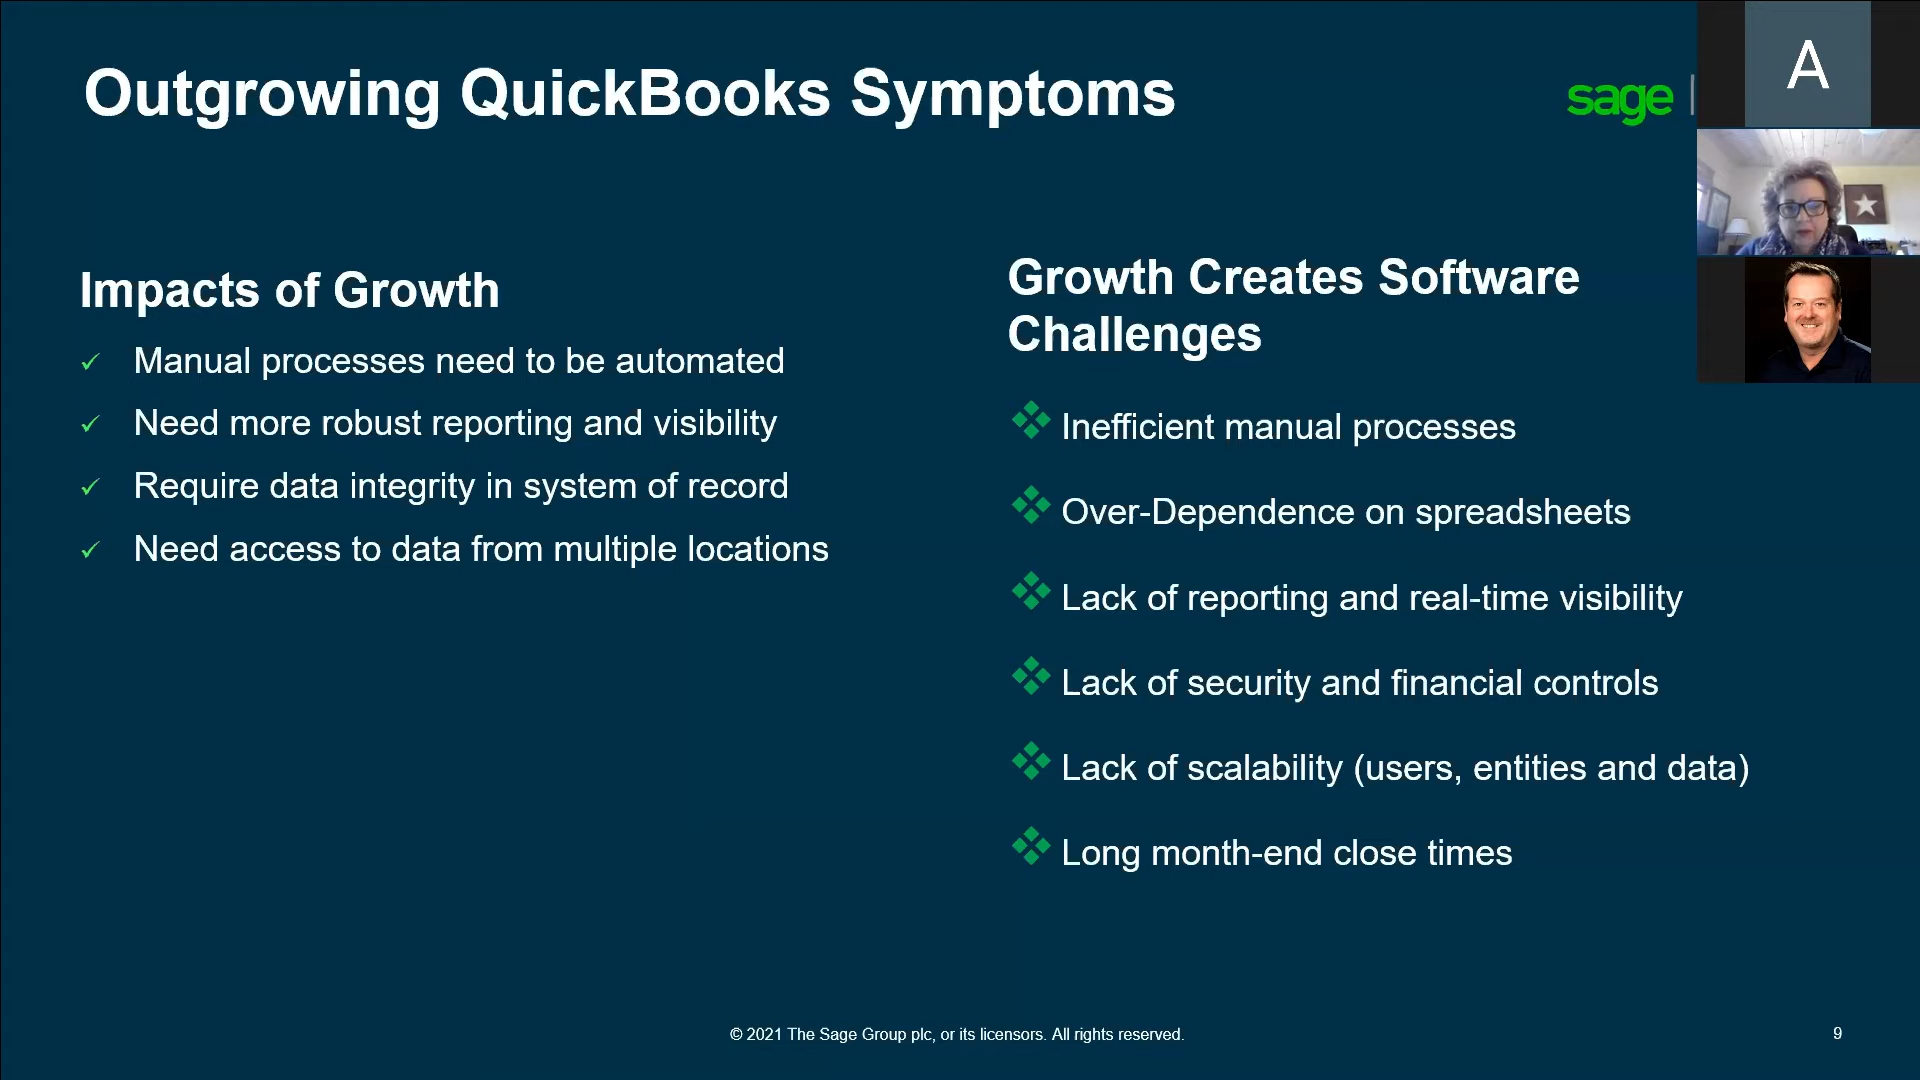 Outgrowing QuickBooks Symptoms
sage
A
Impacts of Growth
Manual processes need to be automated
Need more robust reporting and visibility
Require data integrity in system of record
Need access to data from multiple locations
Growth Creates Software
Challenges
Inefficient manual processes
Over-Dependence on spreadsheets
Lack of reporting and real-time visibility
Lack of security and financial controls
Lack of scalability (users, entities and data)
Long month-end close times
© 2021 The Sage Group plc, or its licensors. All rights reserved.
9